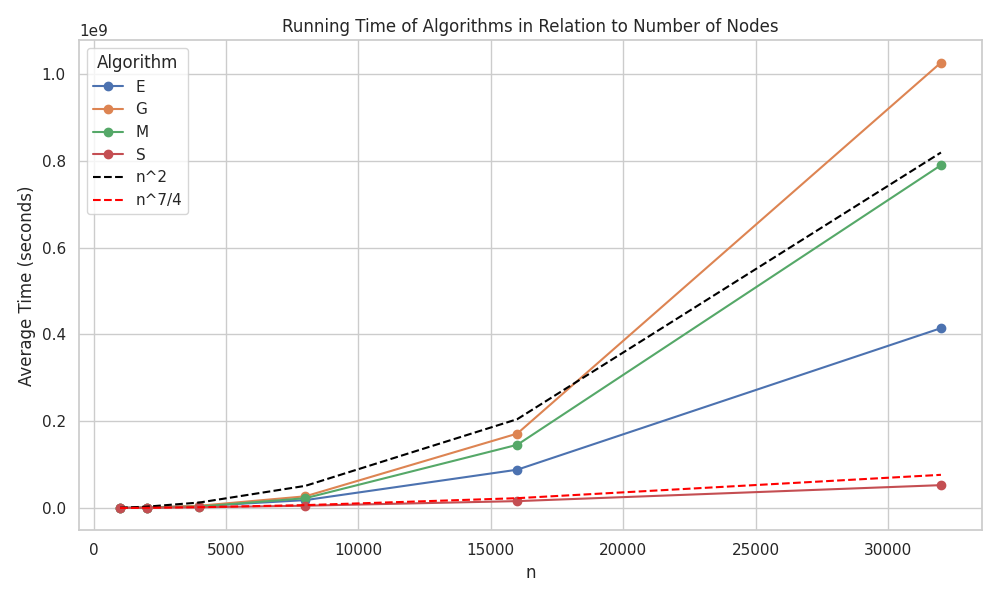 Running Time of Algorithms in Relation to Number of Nodes
1e9
Algorithm
E
G
M
S
n^2
n^7/4
1.0
0.8
0.6
0.4
0.2
0.0
Average Time (seconds)
0 5000 10000 15000 20000 25000 30000
n